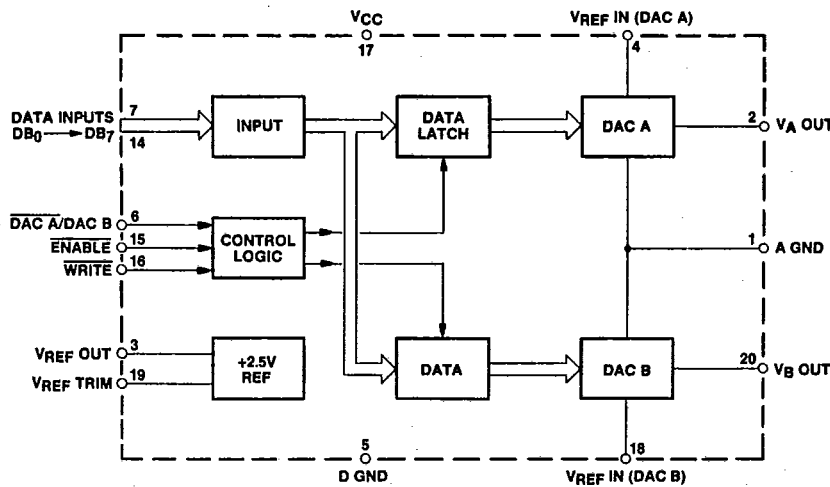 VCC
17
VREF IN (DAC A)
4
DATA INPUTS
DB0 → DB7
7
14
INPUT
DATA
LATCH
DAC A
2
VA OUT
DAC A/DAC B
6
ENABLE
15
WRITE
16
CONTROL
LOGIC
1
A GND
VREF OUT
3
VREF TRIM
19
+2.5V
REF
DATA
DAC B
20
VB OUT
5
D GND
18
VREF IN (DAC B)